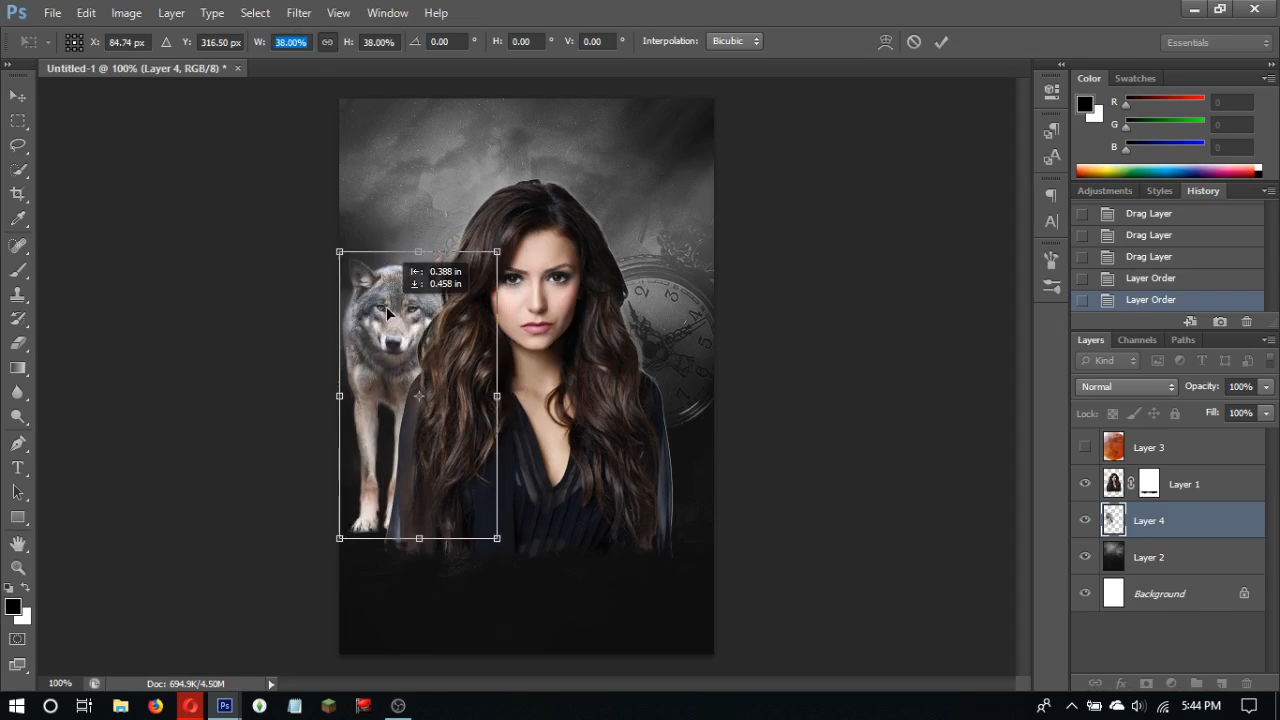 Ps File Edit Image Layer Type Select Filter View Window Help
X: 84.74 px Y: 316.50 px W: 38.00% H: 38.00% 0.00 ° H: 0.00 ° V: 0.00 ° Interpolation: Bicubic Essentials
Untitled-1 @ 100% (Layer 4, RGB/8) * ×
Color Swatches
R 0
G 0
B 0
Adjustments Styles History
Drag Layer
Drag Layer
Drag Layer
Layer Order
Layer Order
Layers Channels Paths
Kind
Normal Opacity: 100%
Lock: Fill: 100%
Layer 3
Layer 1
Layer 4
Layer 2
Background
0.388 in
0.458 in
100% Doc: 694.9K/4.50M
Ps 5:44 PM